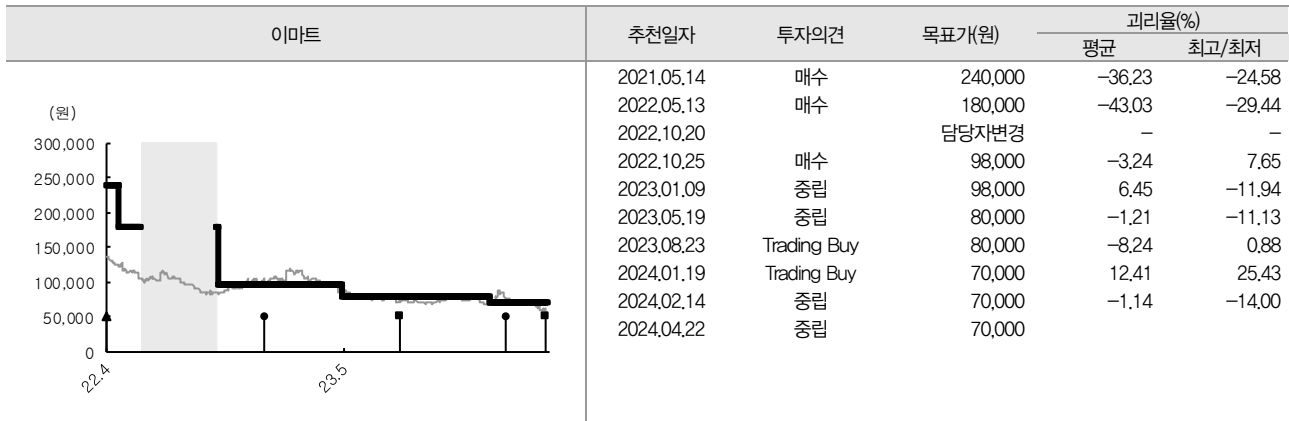 이마트
추천일자 투자의견 목표가(원) 괴리율(%)
평균 최고/최저
(원)
300,000
250,000
200,000
150,000
100,000
50,000
0
22.4 23.5
2021.05.14 매수 240,000 -36.23 -24.58
2022.05.13 매수 180,000 -43.03 -29.44
2022.10.20 담당자변경 - -
2022.10.25 매수 98,000 -3.24 7.65
2023.01.09 중립 98,000 6.45 -11.94
2023.05.19 중립 80,000 -1.21 -11.13
2023.08.23 Trading Buy 80,000 -8.24 0.88
2024.01.19 Trading Buy 70,000 12.41 25.43
2024.02.14 중립 70,000 -1.14 -14.00
2024.04.22 중립 70,000